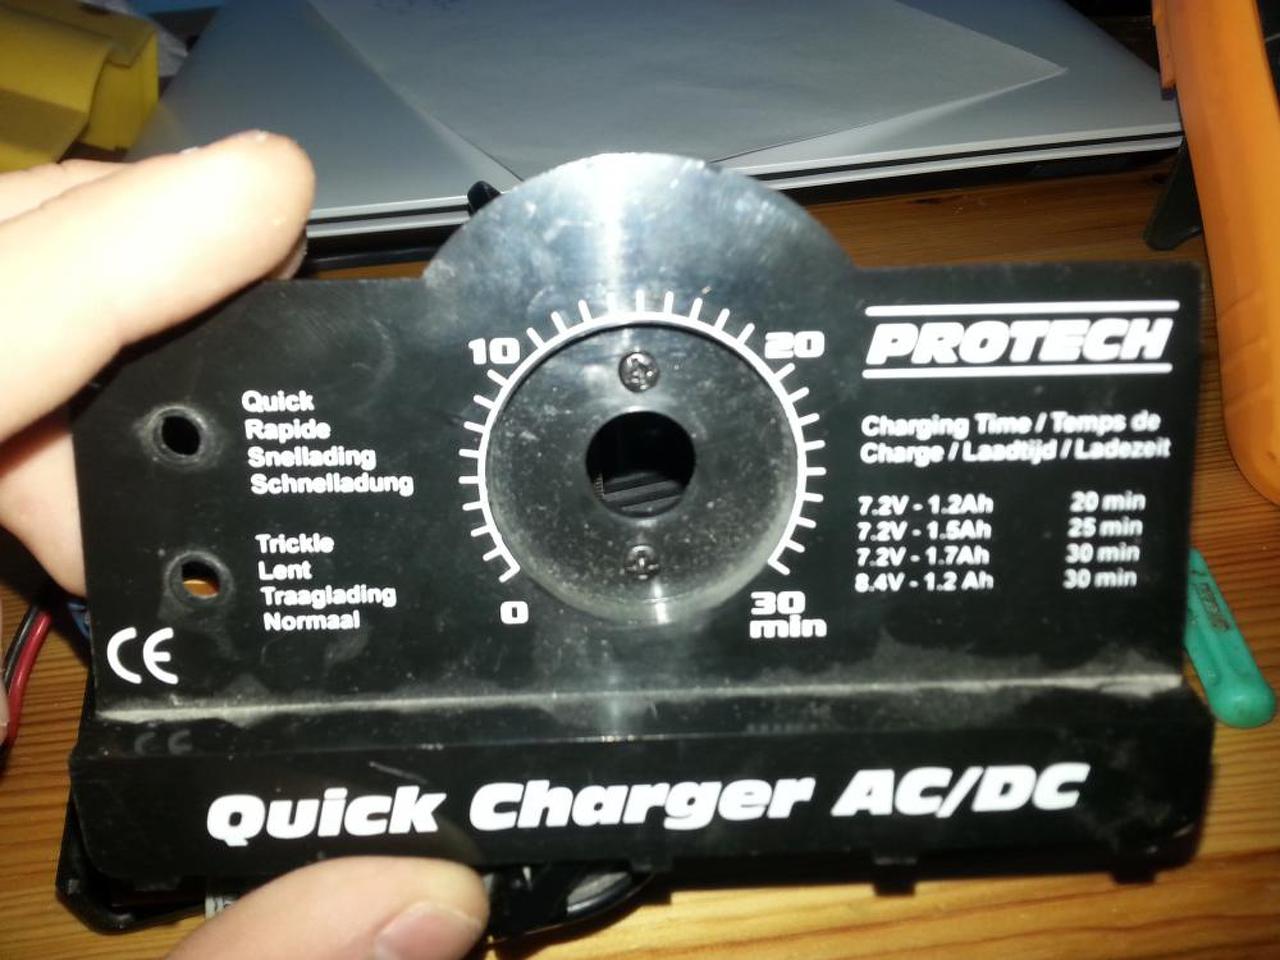 10
20
0
30
min
Quick
Rapide
Snellading
Schnelladung
Trickle
Lent
Traaglading
Normaal
CE
PROTECH
Charging Time / Temps de
Charge / Laadtijd / Ladezeit
7.2V - 1.2Ah 20 min
7.2V - 1.5Ah 25 min
7.2V - 1.7Ah 30 min
8.4V - 1.2 Ah 30 min
Quick Charger AC/DC